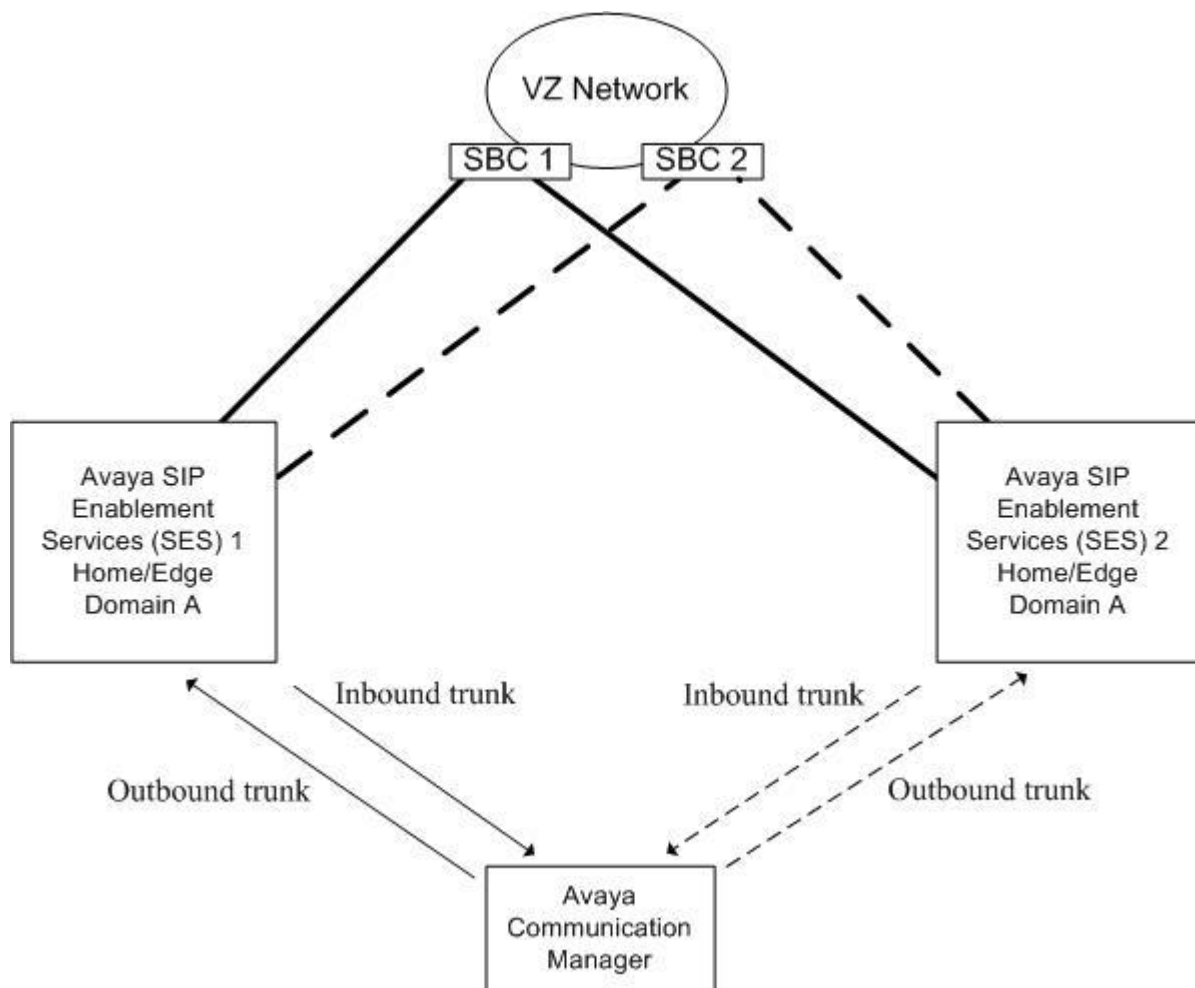 VZ Network
SBC 1
SBC 2
Avaya SIP
Enablement
Services (SES) 1
Home/Edge
Domain A
Avaya SIP
Enablement
Services (SES) 2
Home/Edge
Domain A
Inbound trunk
Inbound trunk
Outbound trunk
Outbound trunk
Avaya
Communication
Manager